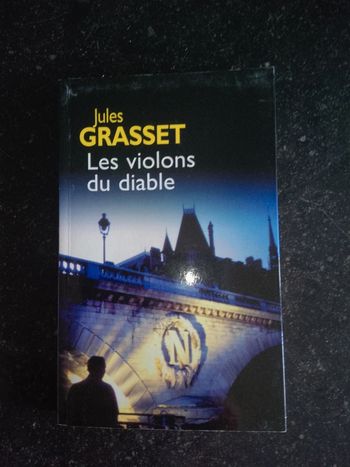 Jules
GRASSET
Les violons
du diable
N